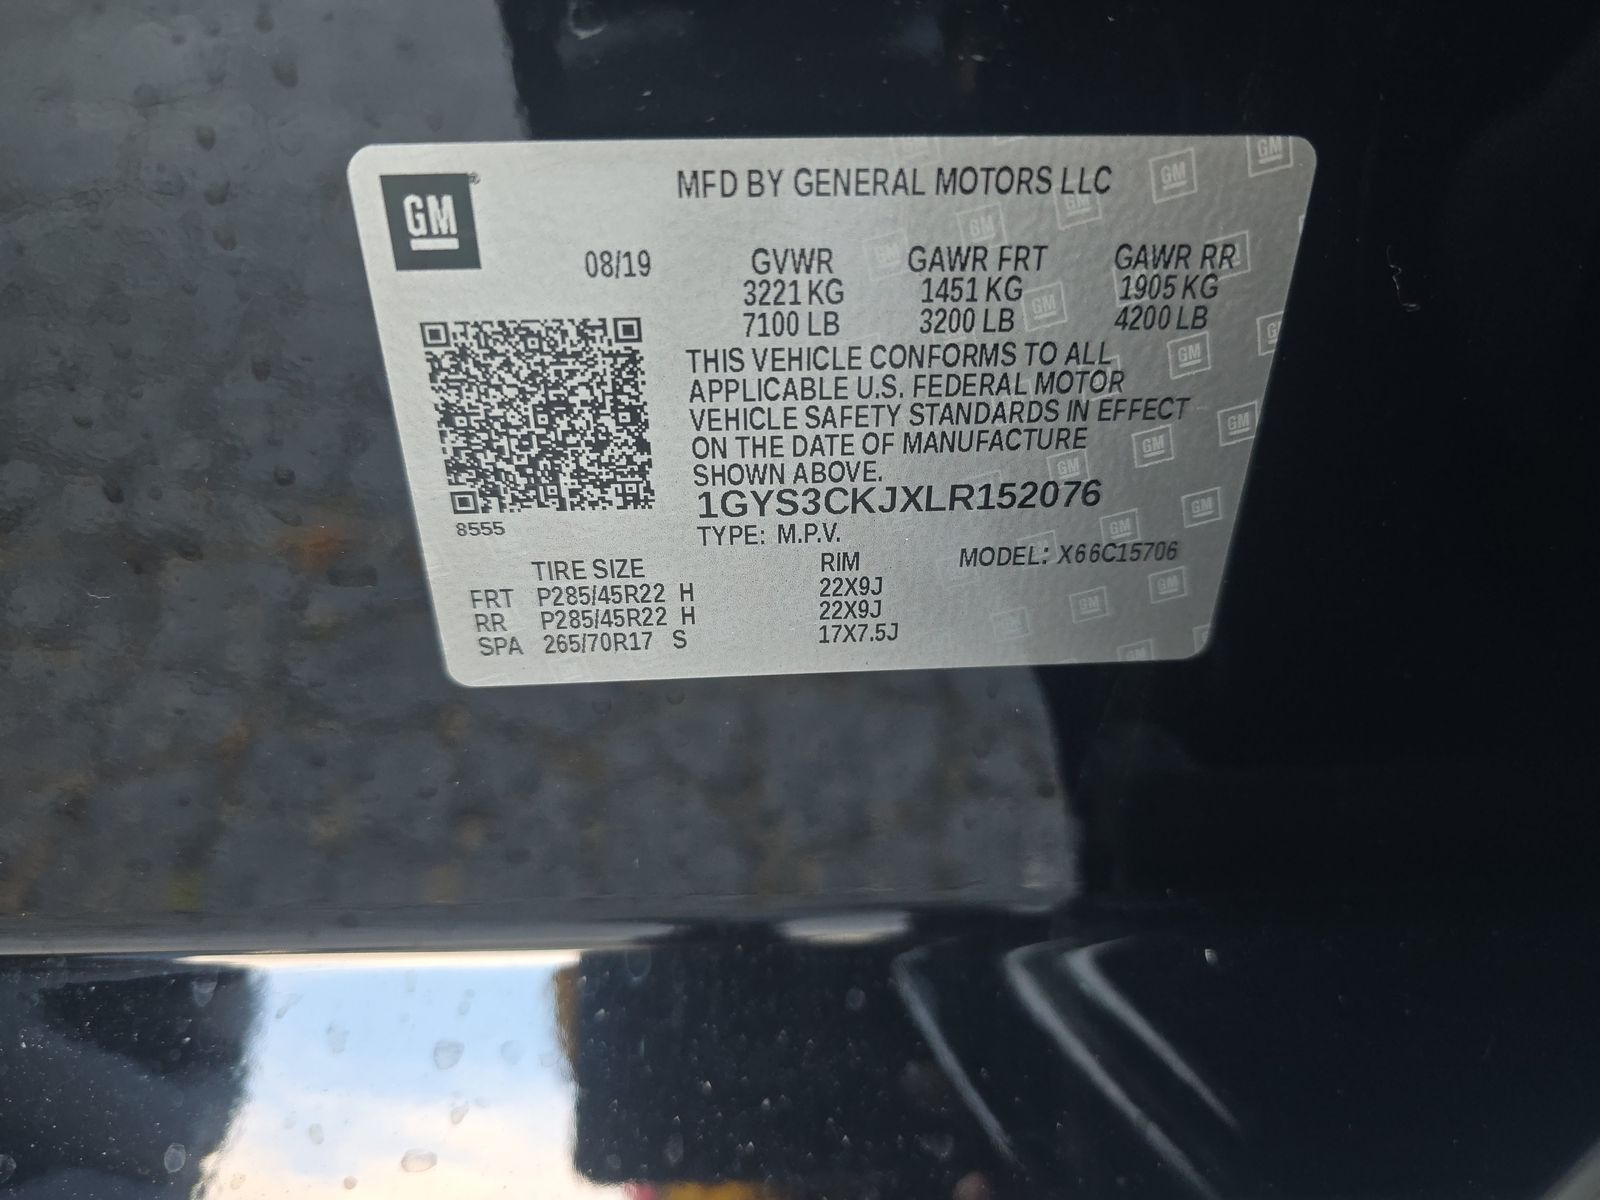 GM
MFD BY GENERAL MOTORS LLC
08/19 GVWR GAWR FRT GAWR RR
3221 KG 1451 KG 1905 KG
7100 LB 3200 LB 4200 LB
THIS VEHICLE CONFORMS TO ALL
APPLICABLE U.S. FEDERAL MOTOR
VEHICLE SAFETY STANDARDS IN EFFECT
ON THE DATE OF MANUFACTURE
SHOWN ABOVE.
1GYS3CKJXLR152076
8555
TYPE: M.P.V.
MODEL: X66C15706
TIRE SIZE RIM
FRT P285/45R22 H 22X9J
RR P285/45R22 H 22X9J
SPA 265/70R17 S 17X7.5J